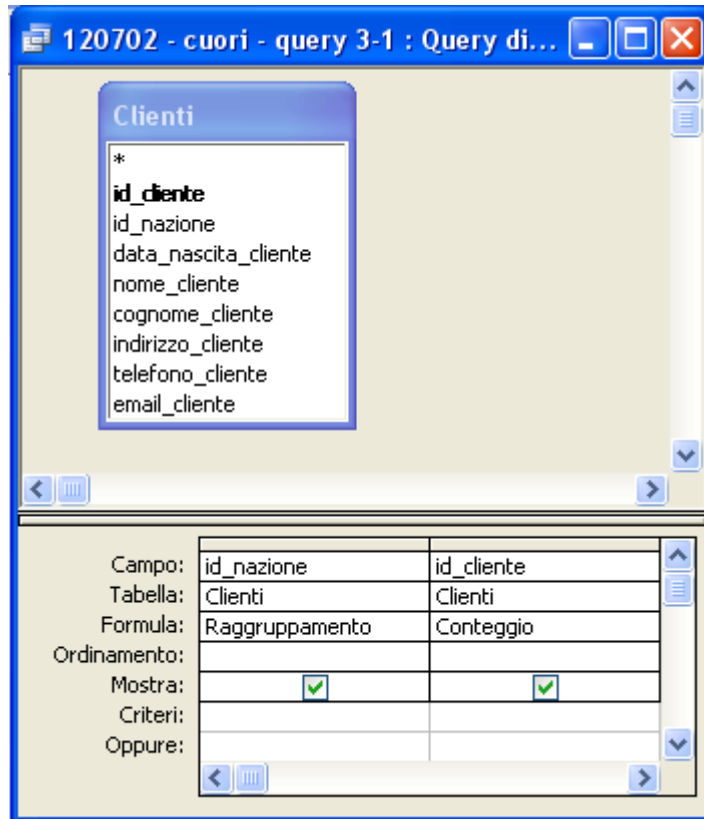 120702 - cuori - query 3-1 : Query di...
Clienti
*
id_cliente
id_nazione
data_nascita_cliente
nome_cliente
cognome_cliente
indirizzo_cliente
telefono_cliente
email_cliente
Campo: id_nazione id_cliente
Tabella: Clienti Clienti
Formula: Raggruppamento Conteggio
Ordinamento:
Mostra:
Criteri:
Oppure: